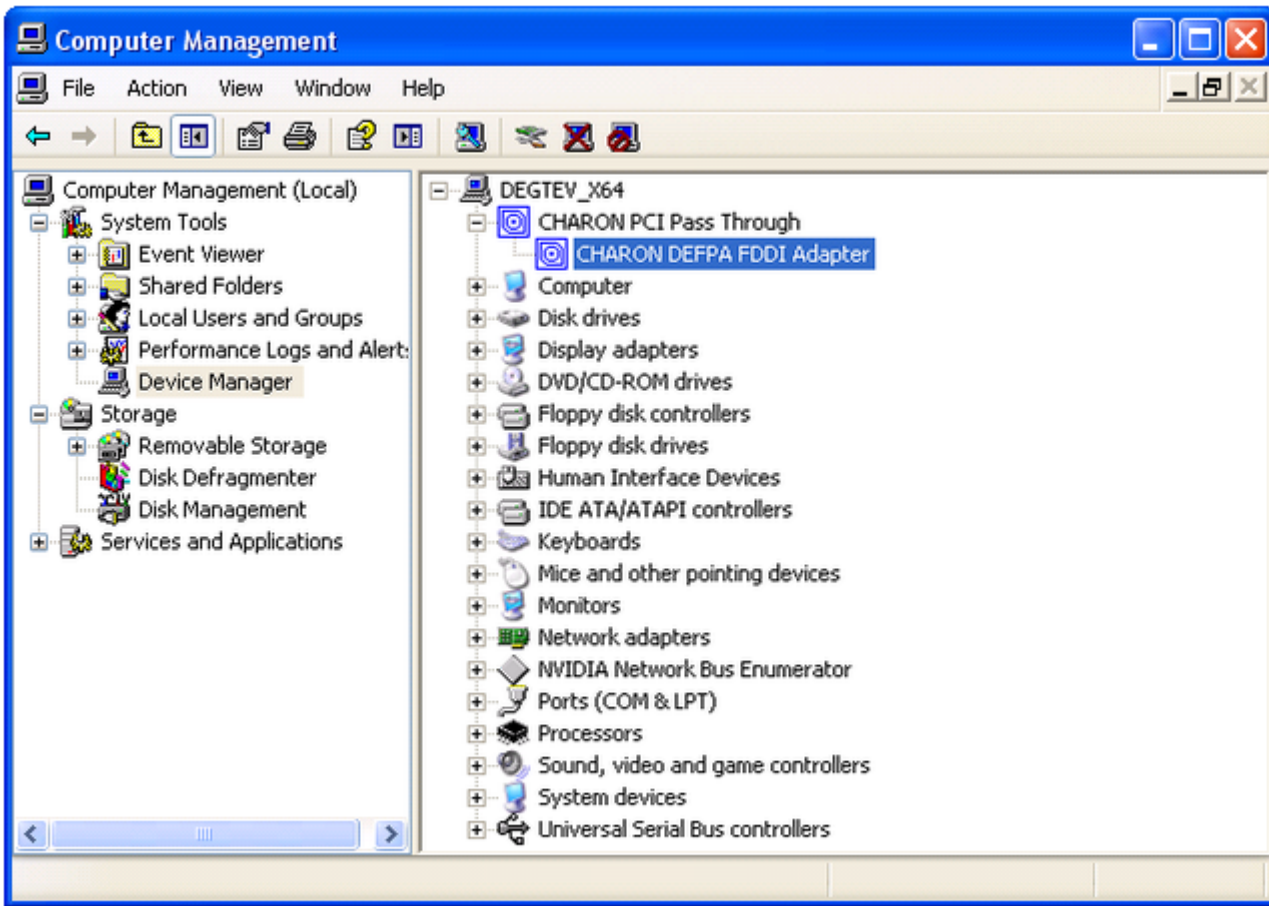 Computer Management
File Action View Window Help
Computer Management (Local)
System Tools
Event Viewer
Shared Folders
Local Users and Groups
Performance Logs and Alert:
Device Manager
Storage
Removable Storage
Disk Defragmenter
Disk Management
Services and Applications
DEGTEV_X64
CHARON PCI Pass Through
CHARON DEFPA FDDI Adapter
Computer
Disk drives
Display adapters
DVD/CD-ROM drives
Floppy disk controllers
Floppy disk drives
Human Interface Devices
IDE ATA/ATAPI controllers
Keyboards
Mice and other pointing devices
Monitors
Network adapters
NVIDIA Network Bus Enumerator
Ports (COM & LPT)
Processors
Sound, video and game controllers
System devices
Universal Serial Bus controllers